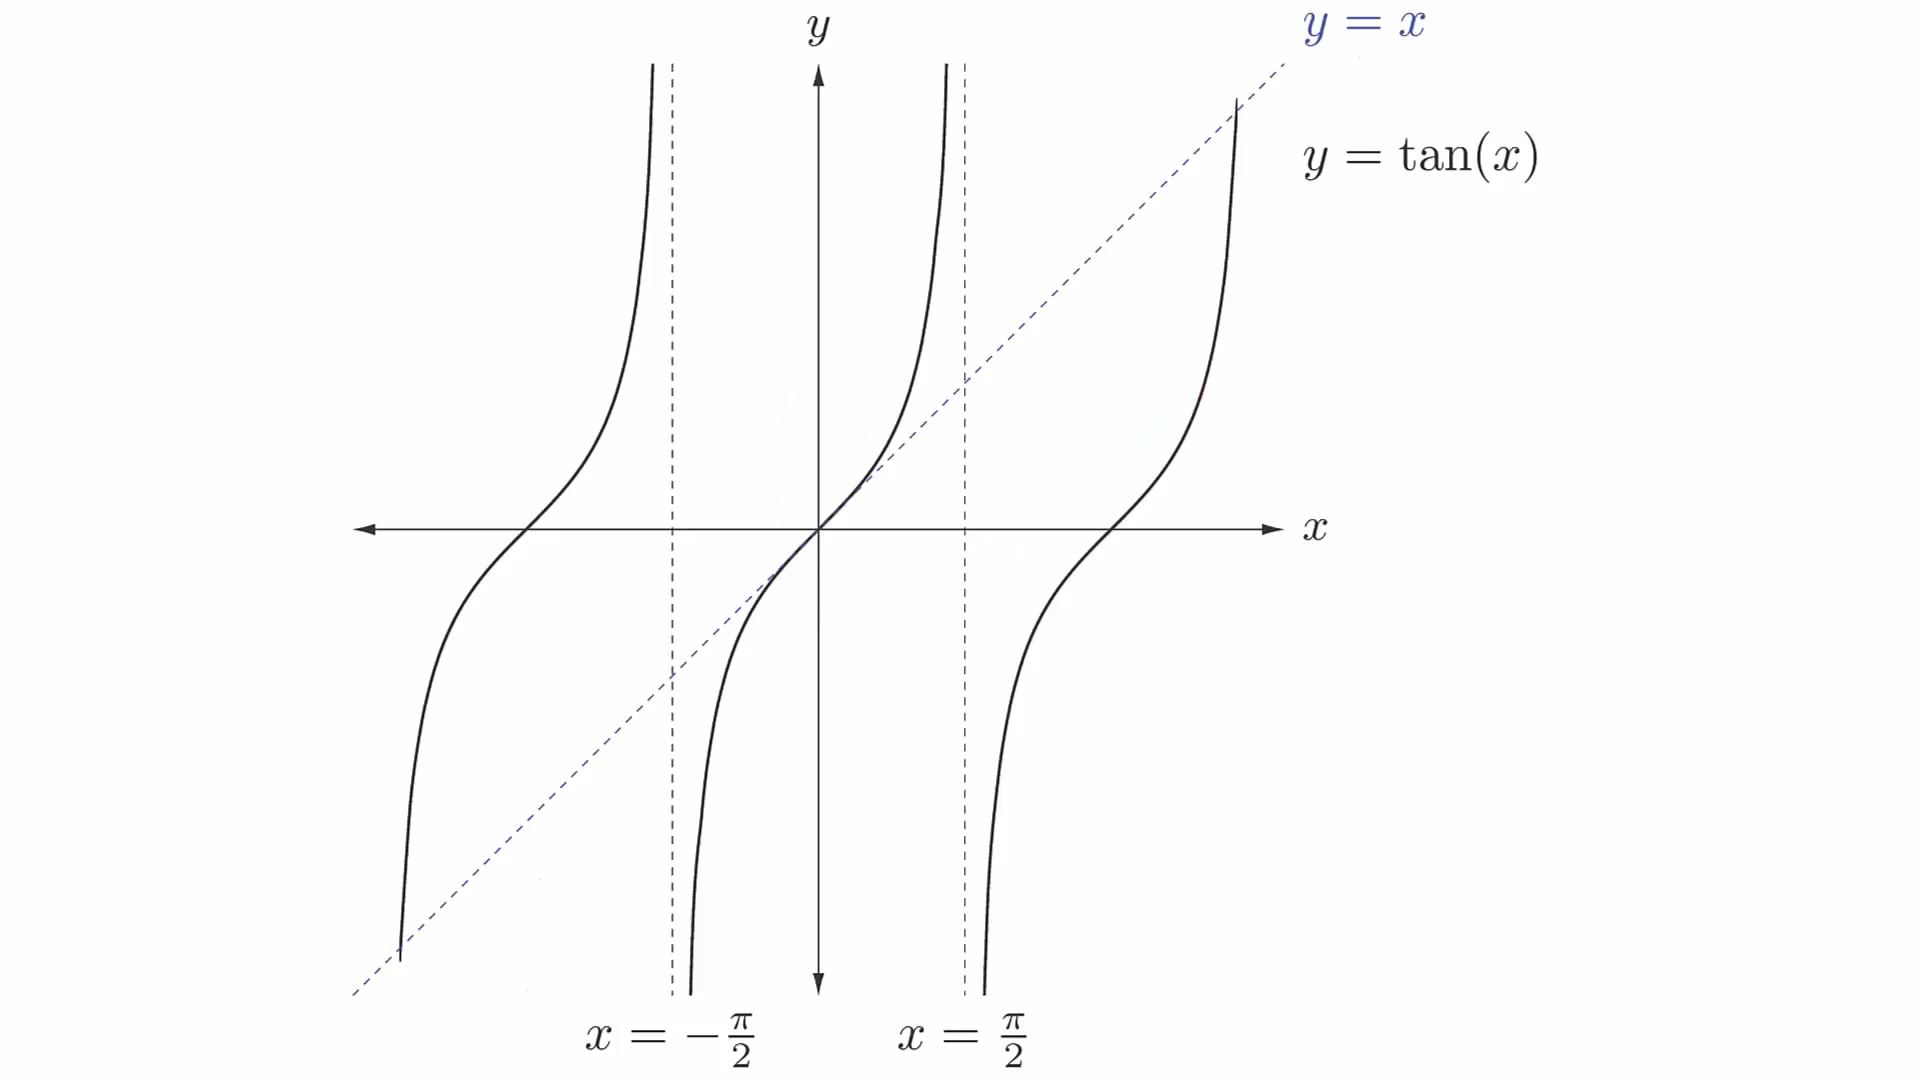 y
y = x
y = tan(x)
x
x = -π/2
x = π/2